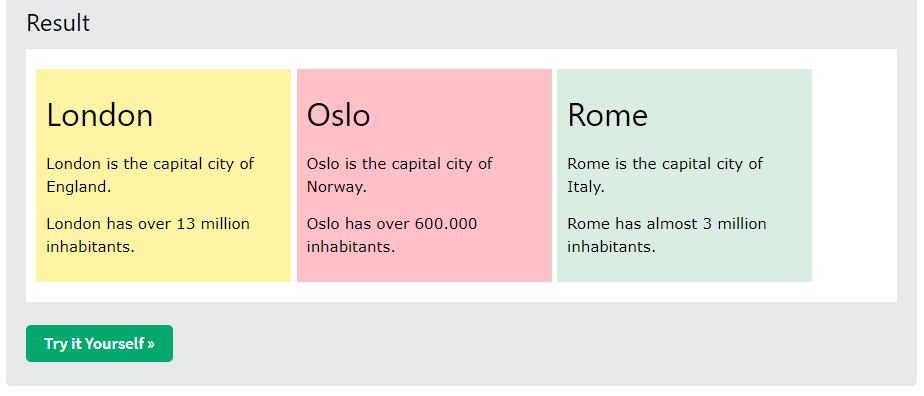 Result
London
London is the capital city of
England.
London has over 13 million
inhabitants.
Oslo
Oslo is the capital city of
Norway.
Oslo has over 600.000
inhabitants.
Rome
Rome is the capital city of
Italy.
Rome has almost 3 million
inhabitants.
Try it Yourself »